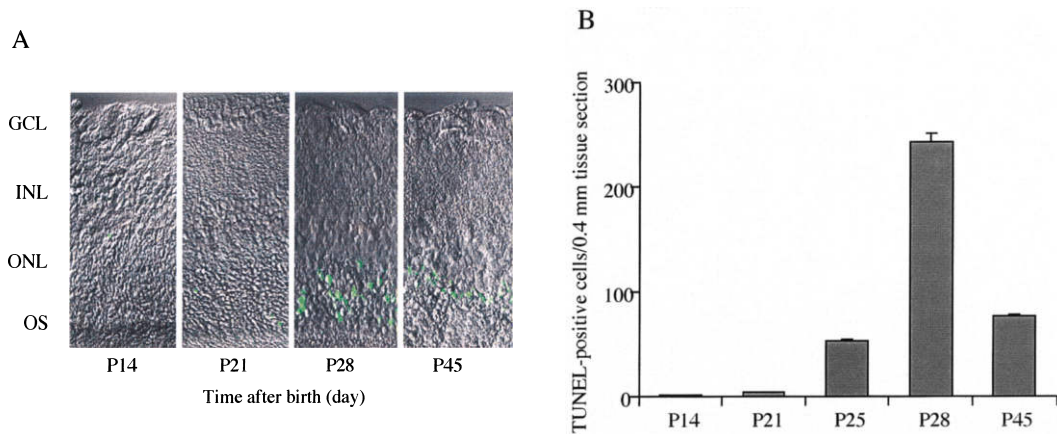 A
GCL
INL
ONL
OS
P14 P21 P28 P45
Time after birth (day)
B
TUNEL-positive cells/0.4 mm tissue section
300
200
100
0
P14 P21 P25 P28 P45